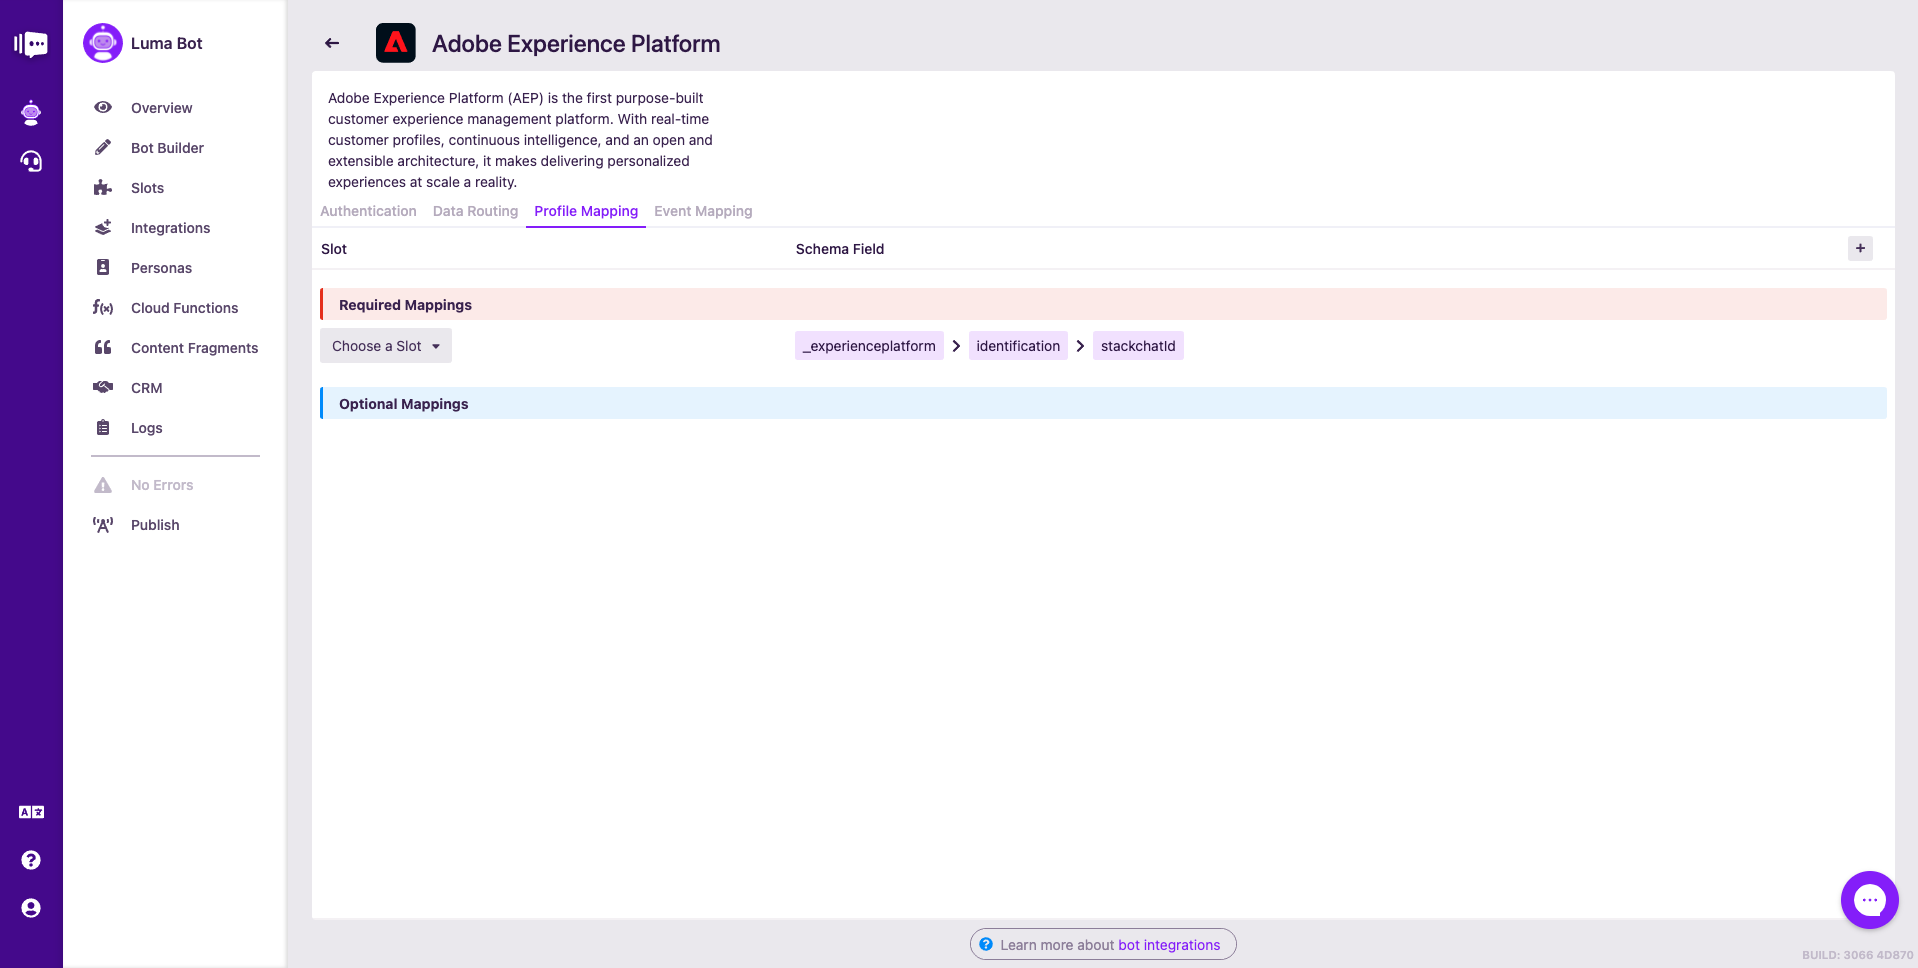 Luma Bot
Overview
Bot Builder
Slots
Integrations
Personas
f(x) Cloud Functions
Content Fragments
CRM
Logs
No Errors
Publish
Adobe Experience Platform
Adobe Experience Platform (AEP) is the first purpose-built
customer experience management platform. With real-time
customer profiles, continuous intelligence, and an open and
extensible architecture, it makes delivering personalized
experiences at scale a reality.
Authentication Data Routing Profile Mapping Event Mapping
Slot Schema Field +
Required Mappings
Choose a Slot _experienceplatform > identification > stackchatId
Optional Mappings
? Learn more about bot integrations
BUILD: 3066 4D870